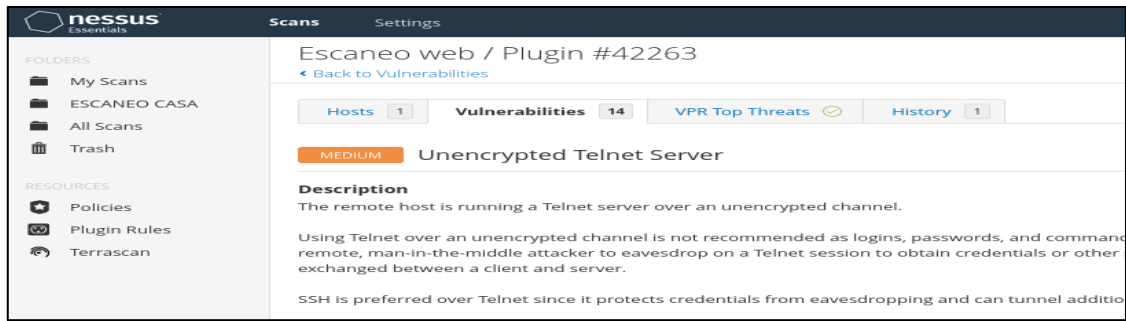 nessus
Essentials
Scans Settings
FOLDERS
My Scans
ESCANEO CASA
All Scans
Trash
RESOURCES
Policies
Plugin Rules
Terrascan
Escaneo web / Plugin #42263
Back to Vulnerabilities
Hosts 1 Vulnerabilities 14 VPR Top Threats History 1
MEDIUM Unencrypted Telnet Server
Description
The remote host is running a Telnet server over an unencrypted channel.
Using Telnet over an unencrypted channel is not recommended as logins, passwords, and command
remote, man-in-the-middle attacker to eavesdrop on a Telnet session to obtain credentials or other
exchanged between a client and server.
SSH is preferred over Telnet since it protects credentials from eavesdropping and can tunnel additio